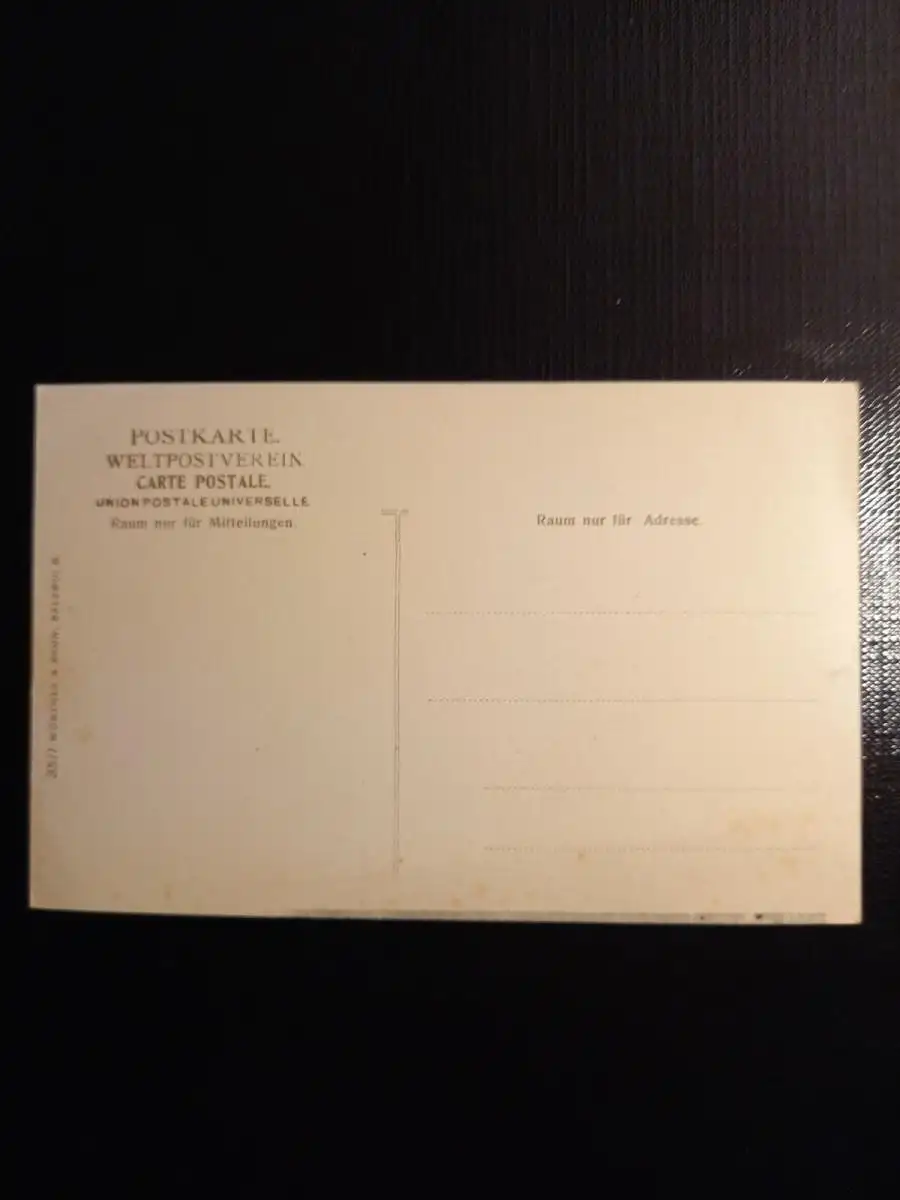 POSTKARTE.
WELTPOSTVEREIN
CARTE POSTALE.
UNION POSTALE UNIVERSELLE
Raum nur für Mitteilungen.
Raum nur für Adresse.